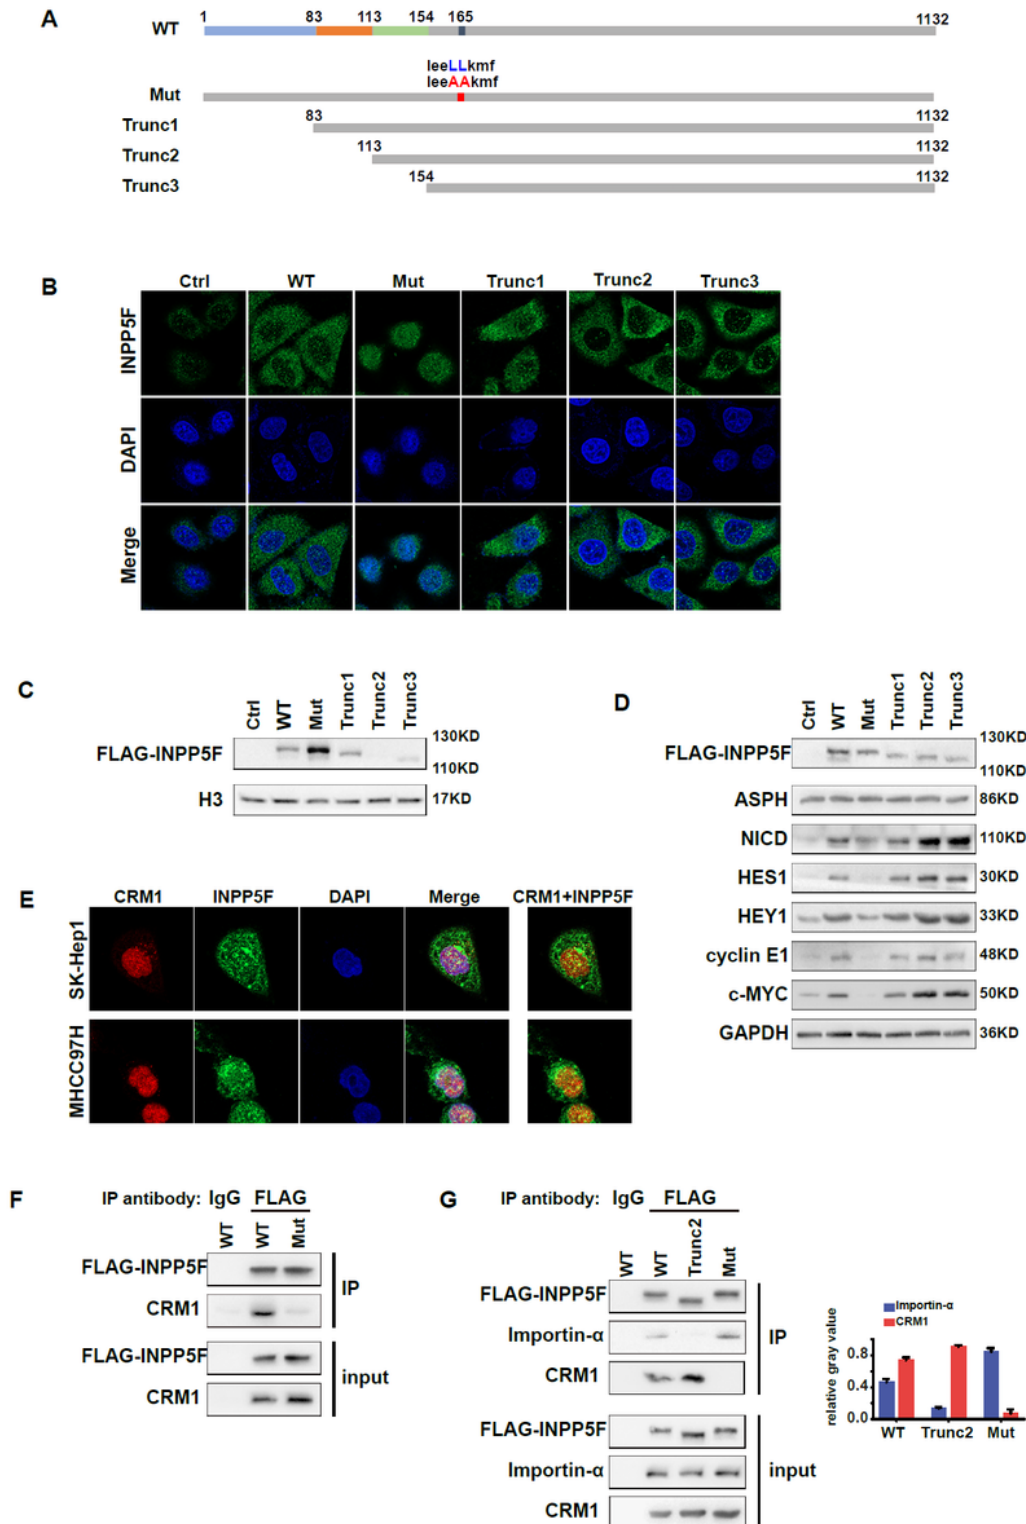 A
1 83 113 154 165 1132
WT
leeLLkmf
leeAAkmf
Mut
83 1132
Trunc1
113 1132
Trunc2
154 1132
Trunc3
B
Ctrl WT Mut Trunc1 Trunc2 Trunc3
INPP5F
DAPI
Merge
C
Ctrl WT Mut Trunc1 Trunc2 Trunc3
FLAG-INPP5F 130KD
110KD
H3 17KD
D
Ctrl WT Mut Trunc1 Trunc2 Trunc3
FLAG-INPP5F 130KD
110KD
ASPH 86KD
NICD 110KD
HES1 30KD
HEY1 33KD
cyclin E1 48KD
c-MYC 50KD
GAPDH 36KD
E
CRM1 INPP5F DAPI Merge CRM1+INPP5F
SK-Hep1
MHCC97H
F
IP antibody: IgG FLAG
WT WT Mut
FLAG-INPP5F
CRM1
IP
FLAG-INPP5F
CRM1
input
G
IP antibody: IgG FLAG
WT WT Trunc2 Mut
FLAG-INPP5F
Importin-α
CRM1
IP
FLAG-INPP5F
Importin-α
CRM1
input
Importin-α
CRM1
relative gray value
0.8
0.4
0.0
WT Trunc2 Mut